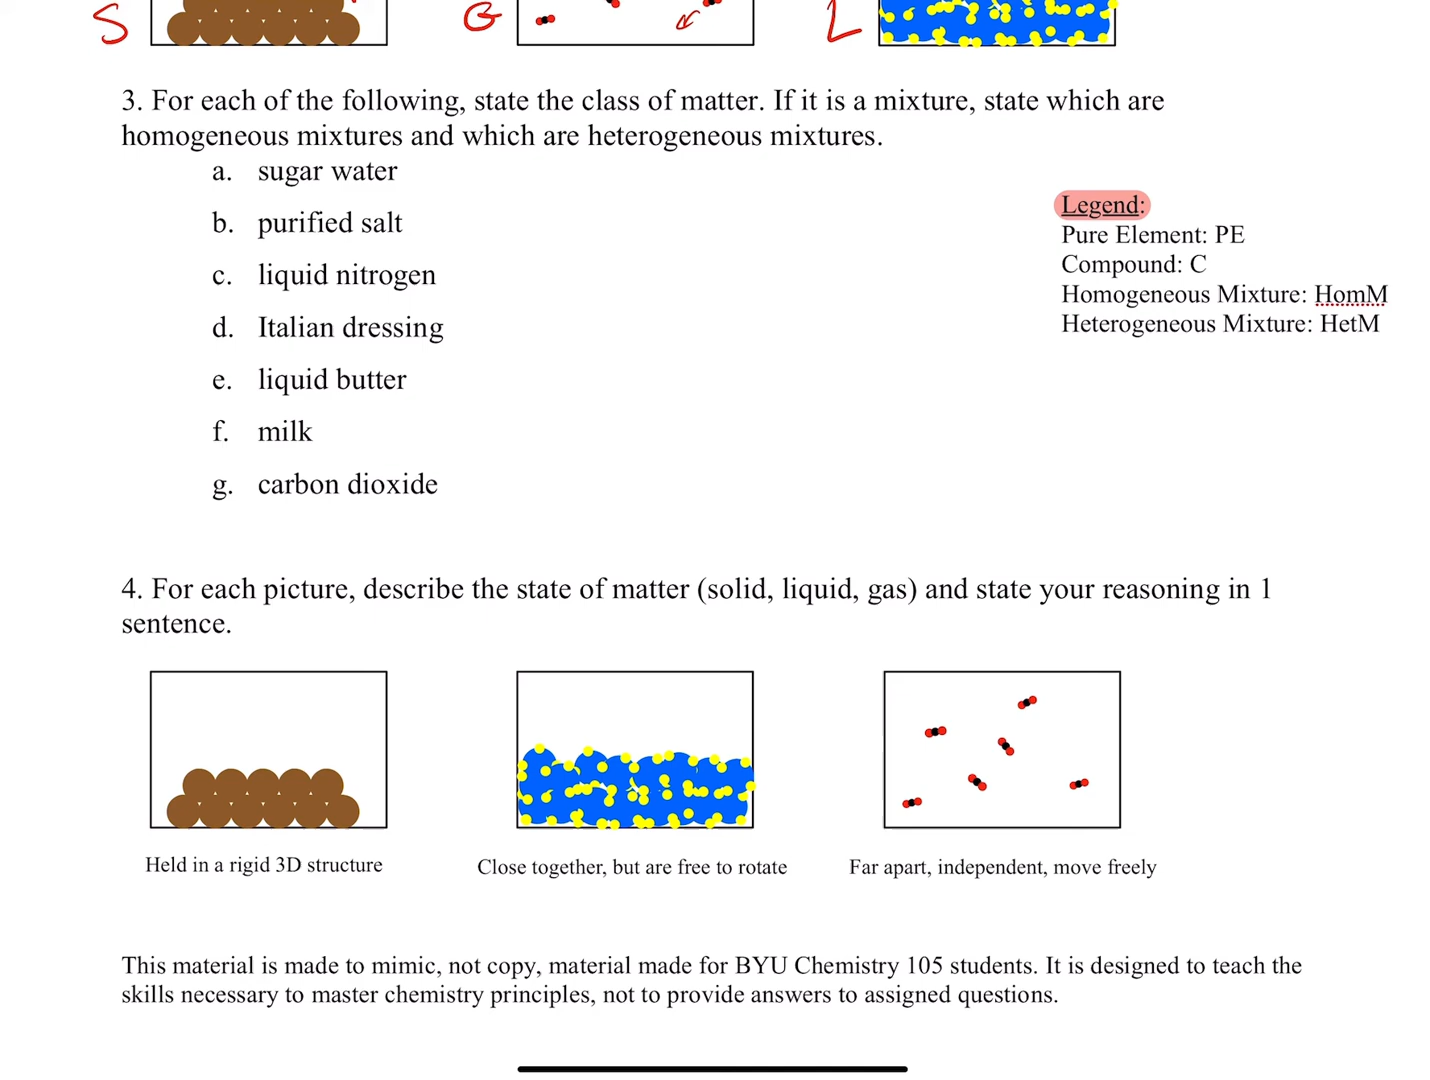 S G L
3. For each of the following, state the class of matter. If it is a mixture, state which are
homogeneous mixtures and which are heterogeneous mixtures.
a. sugar water
b. purified salt
c. liquid nitrogen
d. Italian dressing
e. liquid butter
f. milk
g. carbon dioxide
Legend:
Pure Element: PE
Compound: C
Homogeneous Mixture: HomM
Heterogeneous Mixture: HetM
4. For each picture, describe the state of matter (solid, liquid, gas) and state your reasoning in 1
sentence.
Held in a rigid 3D structure
Close together, but are free to rotate
Far apart, independent, move freely
This material is made to mimic, not copy, material made for BYU Chemistry 105 students. It is designed to teach the
skills necessary to master chemistry principles, not to provide answers to assigned questions.